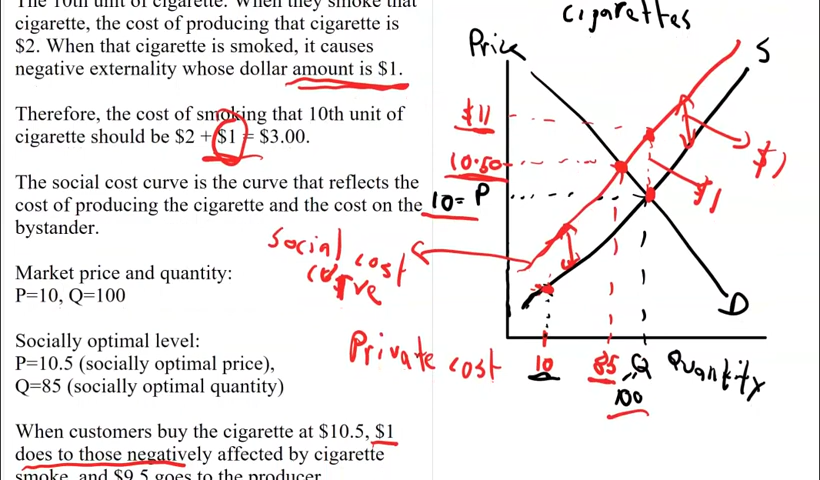 The 10th unit of cigarette. When they smoke that
cigarette, the cost of producing that cigarette is
$2. When that cigarette is smoked, it causes
negative externality whose dollar amount is $1.
Therefore, the cost of smoking that 10th unit of
cigarette should be $2 + $1 = $3.00.
The social cost curve is the curve that reflects the
cost of producing the cigarette and the cost on the
bystander.
Market price and quantity:
P=10, Q=100
Socially optimal level:
P=10.5 (socially optimal price),
Q=85 (socially optimal quantity)
When customers buy the cigarette at $10.5, $1
does to those negatively affected by cigarette
smoke, and $9.5 goes to the producer
cigarettes
Price
S
$11
$1
10.50
10= P
$1
Social cost
curve
D
Private cost
10
85
Q
Quantity
100